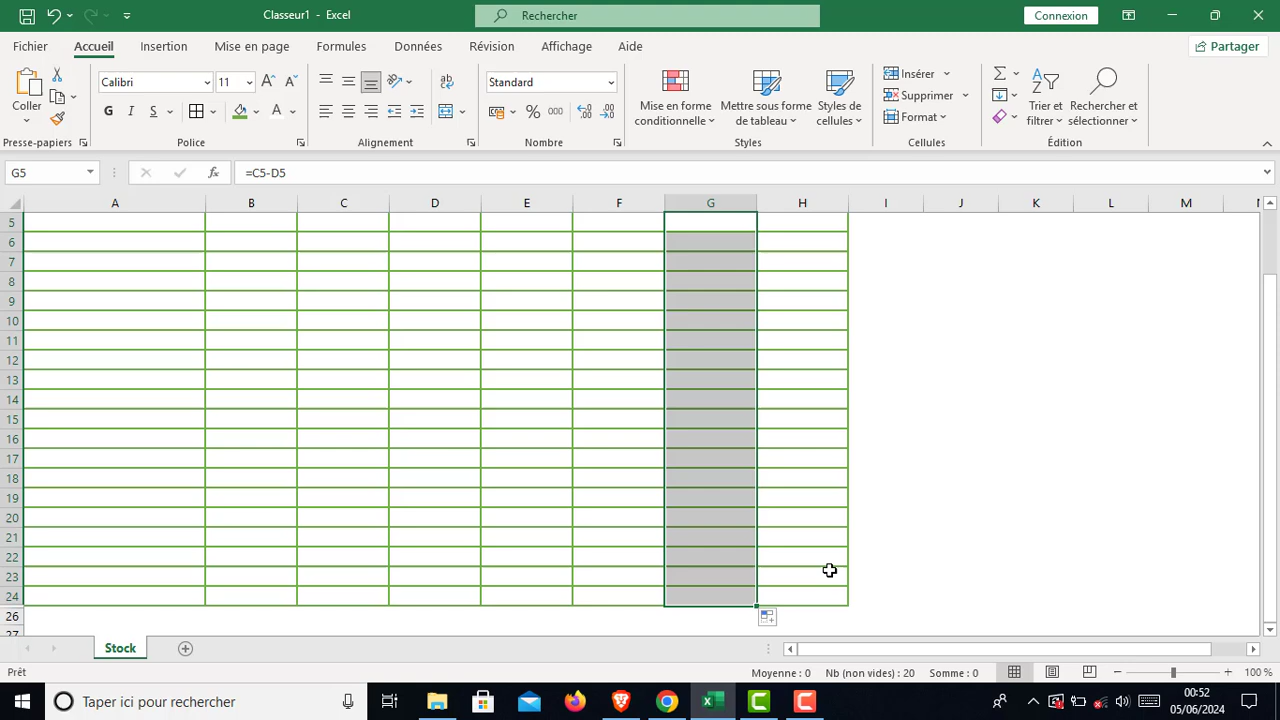 Classeur1 - Excel
Rechercher
Connexion
Fichier
Accueil
Insertion
Mise en page
Formules
Données
Révision
Affichage
Aide
Partager
Coller
Presse-papiers
Calibri
11
G I S
A
Police
ab
Alignement
Standard
% 000
Nombre
Mise en forme
conditionnelle
Mettre sous forme
de tableau
Styles de
cellules
Styles
Insérer
Supprimer
Format
Cellules
Trier et
filtrer
Rechercher et
sélectionner
Édition
G5
fx
=C5-D5
A B C D E F G H I J K L M
5
6
7
8
9
10
11
12
13
14
15
16
17
18
19
20
21
22
23
24
26
27
Stock
Prêt
Moyenne : 0
Nb (non vides) : 20
Somme : 0
100 %
Taper ici pour rechercher
00:52
05/06/2024